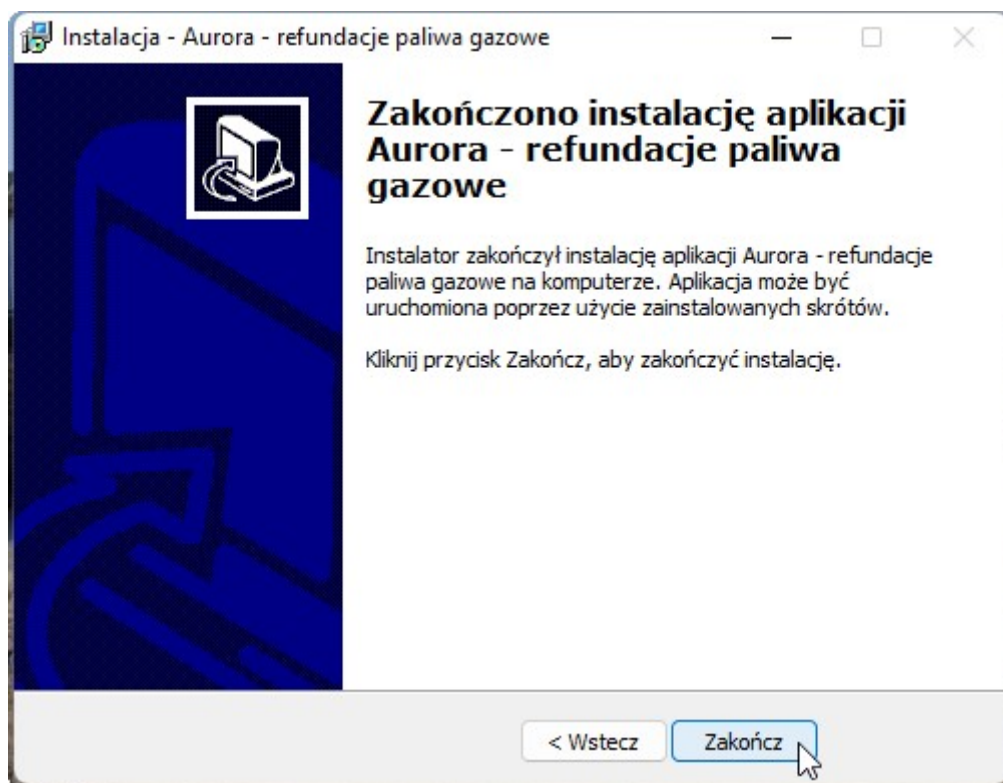 Instalacja - Aurora - refundacje paliwa gazowe
Zakończono instalację aplikacji
Aurora - refundacje paliwa
gazowe
Instalator zakończył instalację aplikacji Aurora - refundacje
paliwa gazowe na komputerze. Aplikacja może być
uruchomiona poprzez użycie zainstalowanych skrótów.
Kliknij przycisk Zakończ, aby zakończyć instalację.
< Wstecz
Zakończ